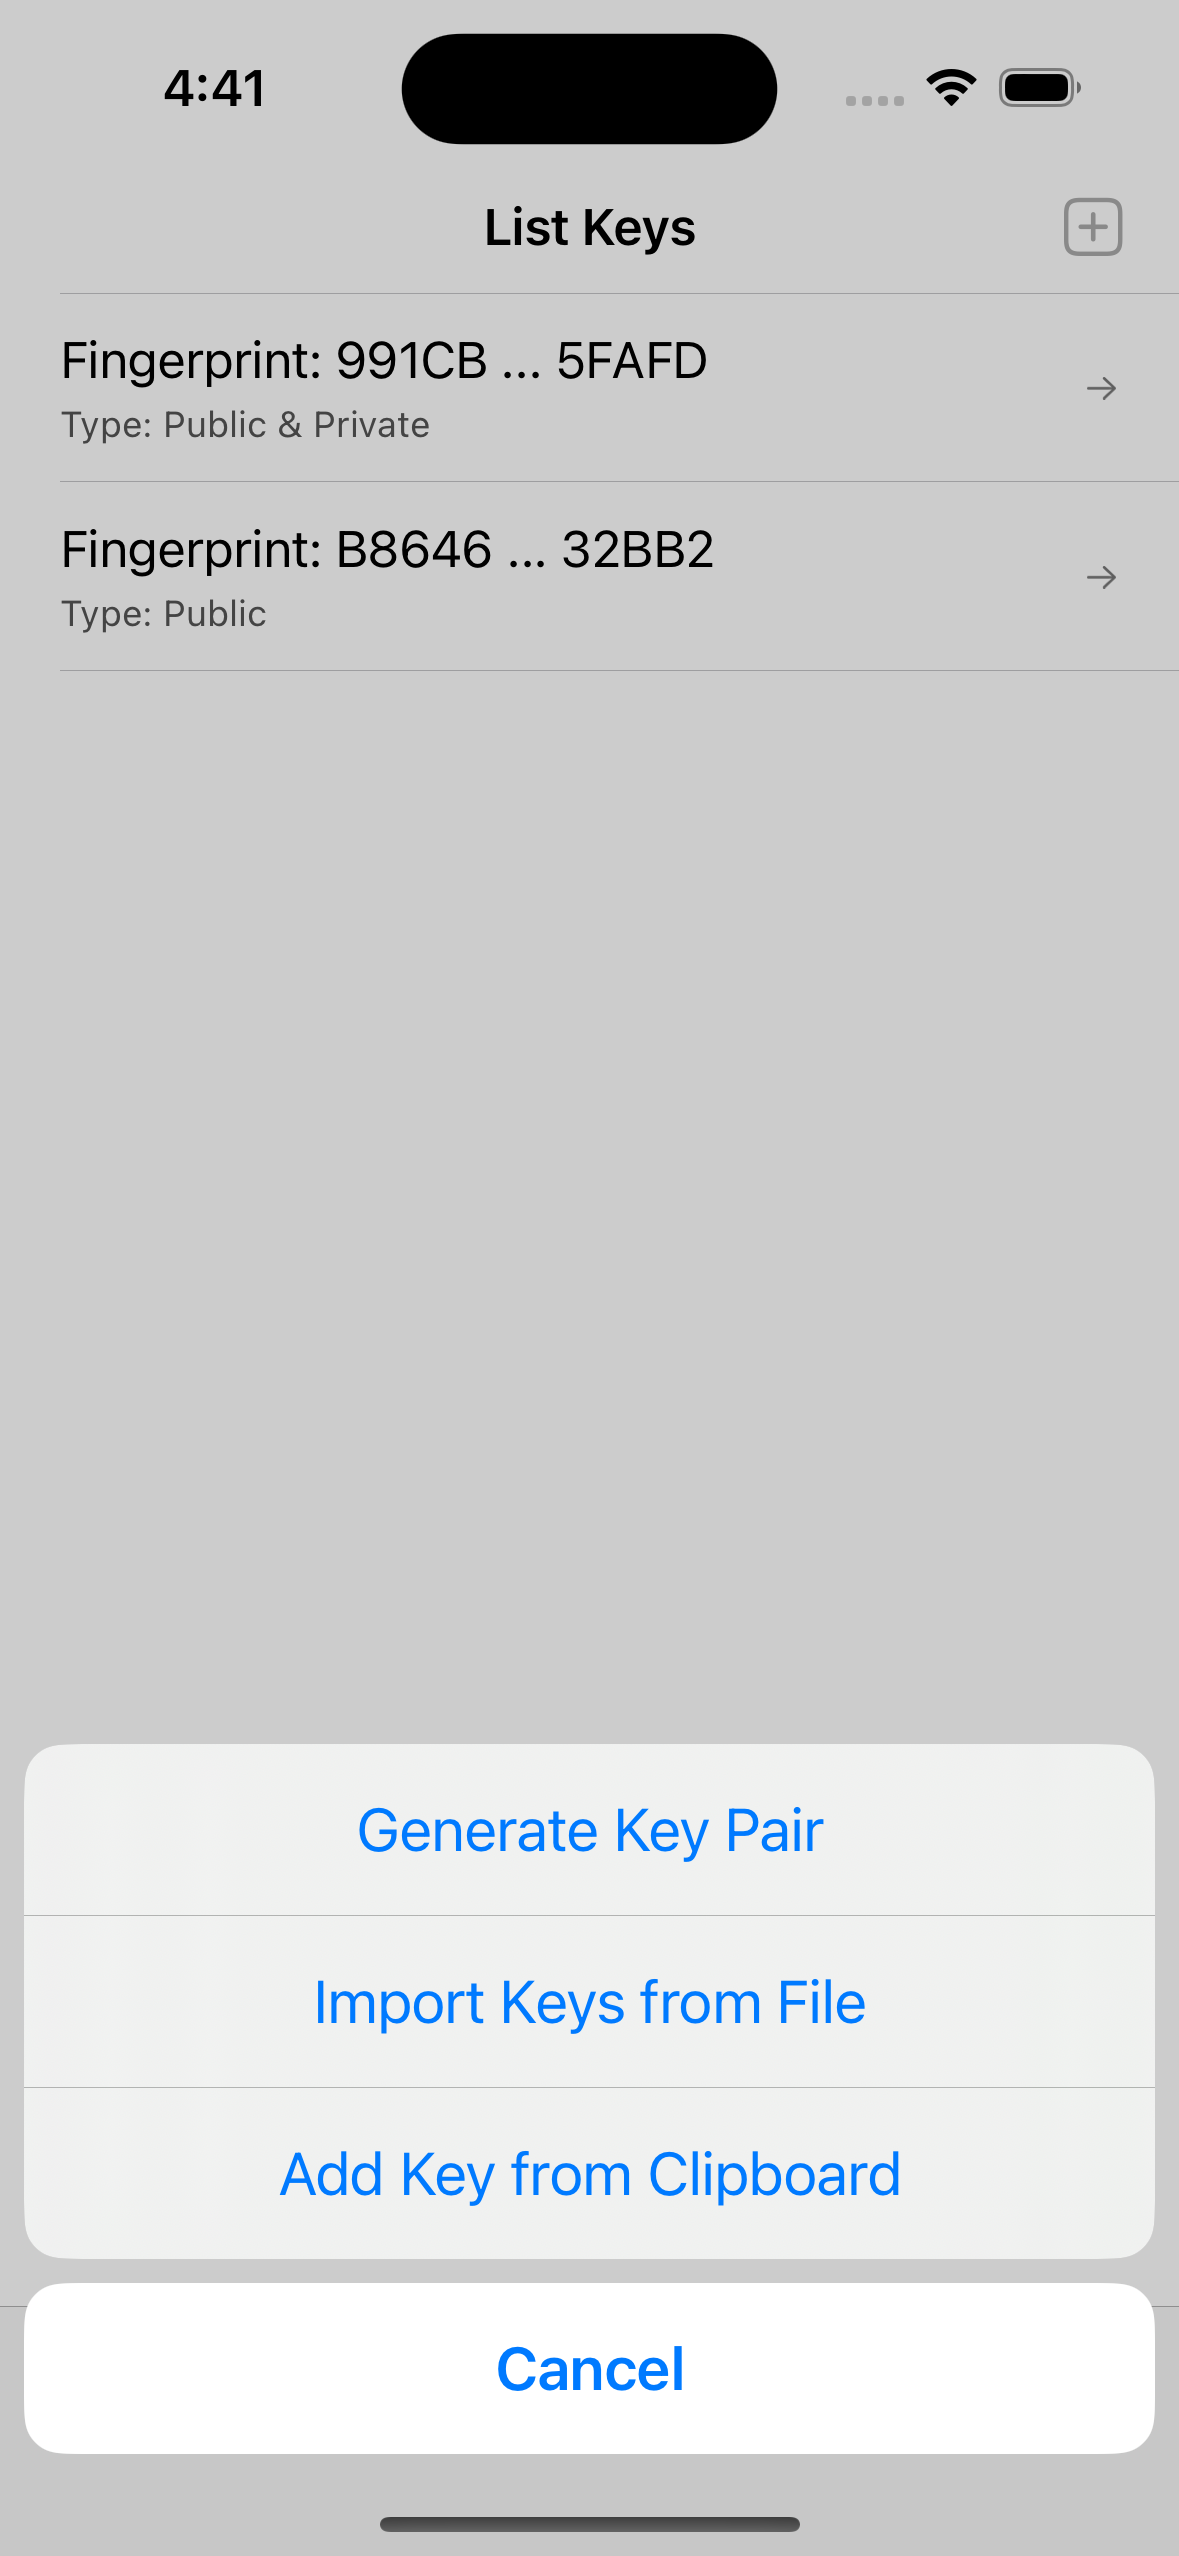 4:41
List Keys
Fingerprint: 991CB ... 5FAFD
Type: Public & Private
Fingerprint: B8646 ... 32BB2
Type: Public
Generate Key Pair
Import Keys from File
Add Key from Clipboard
Cancel